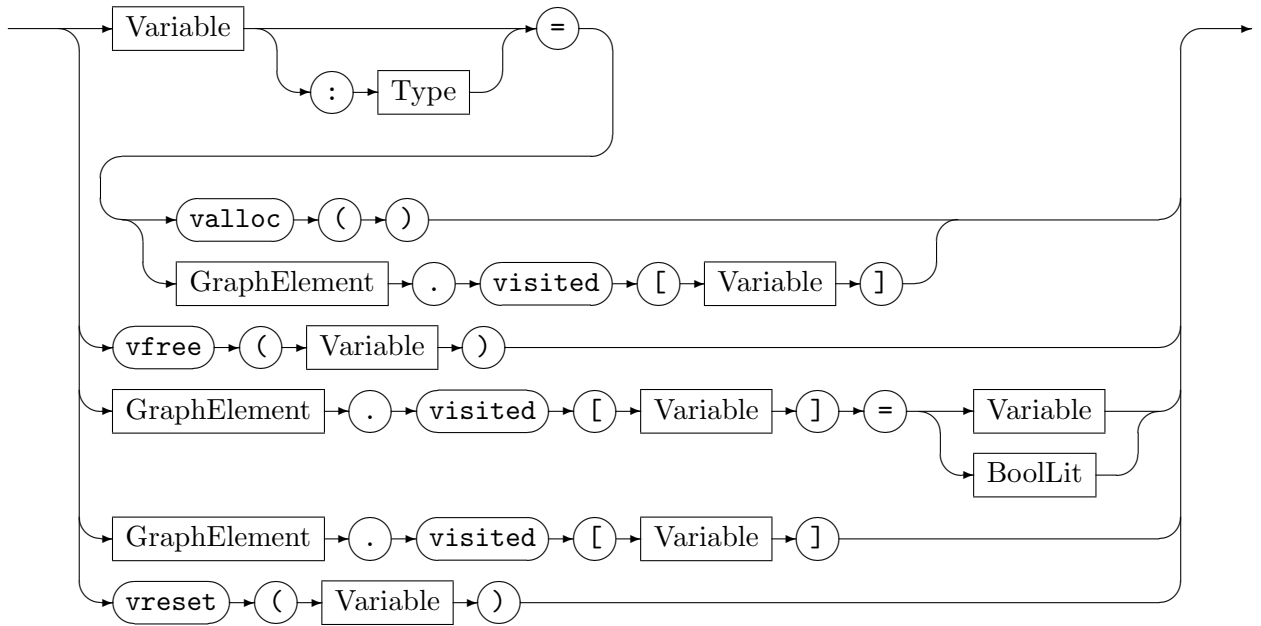 Variable =
: Type
valloc ( )
GraphElement . visited [ Variable ]
vfree ( Variable )
GraphElement . visited [ Variable ] = Variable
BoolLit
GraphElement . visited [ Variable ]
vreset ( Variable )